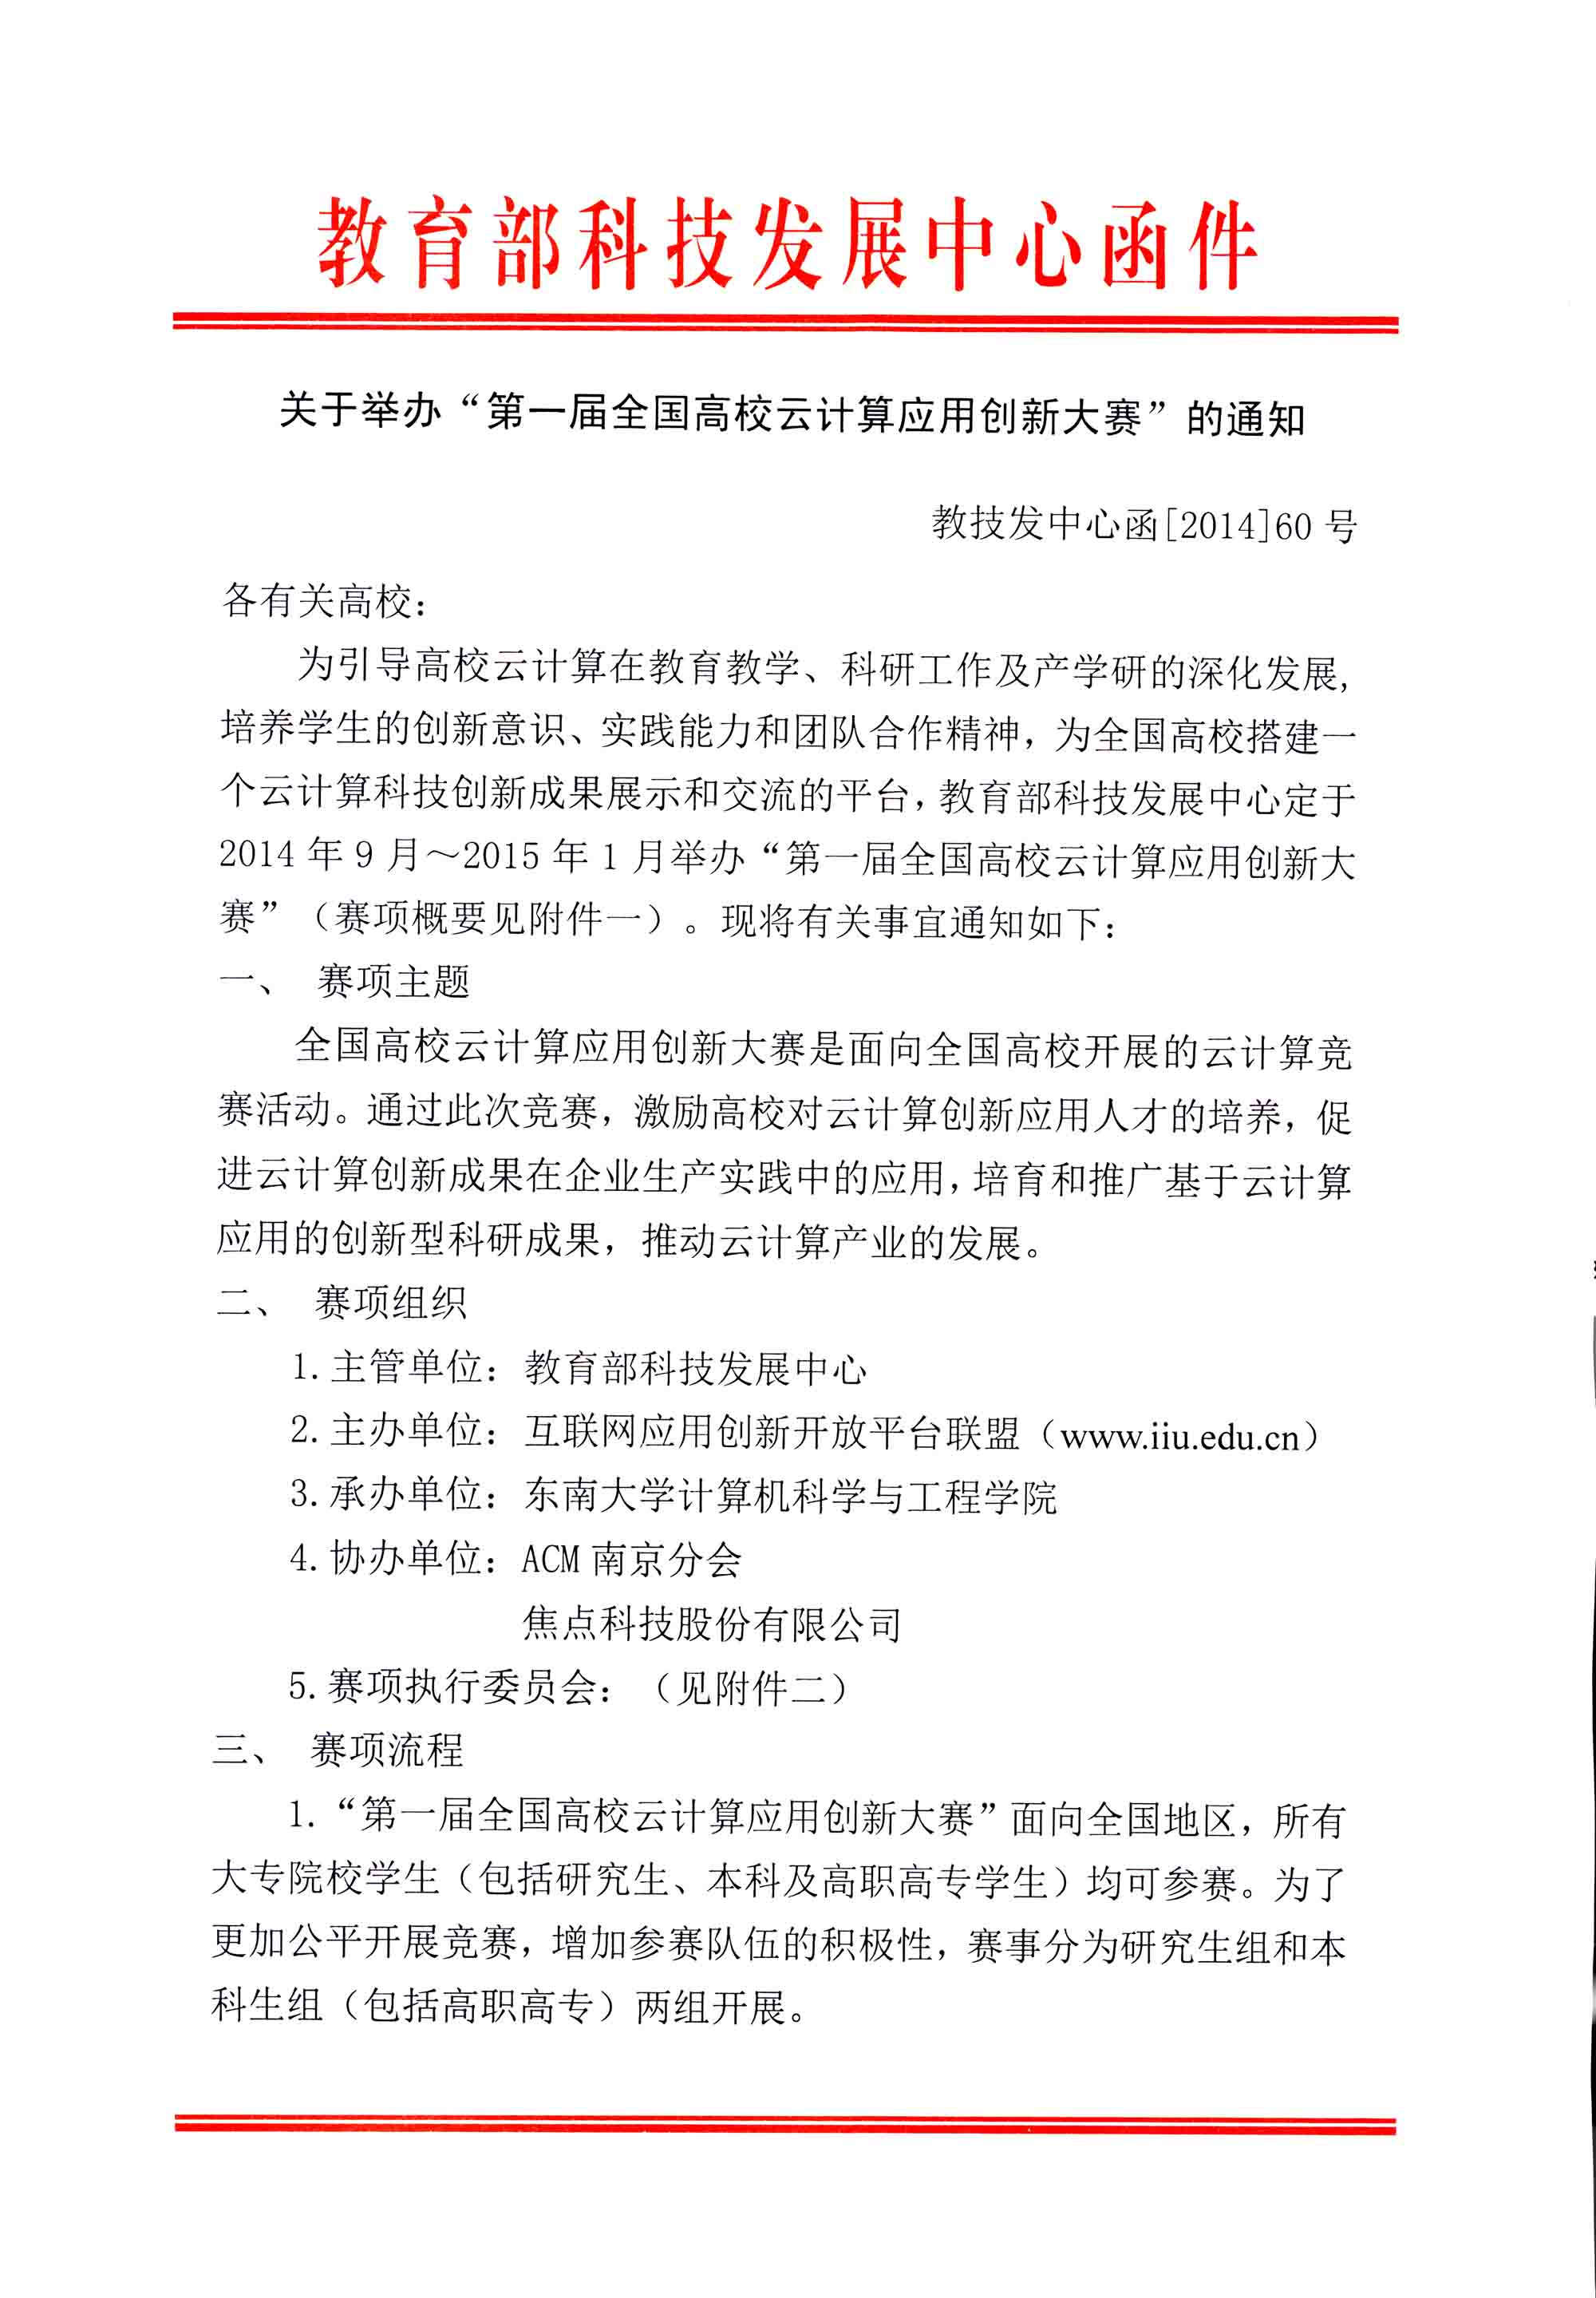 教育部科技发展中心函件
关于举办“第一届全国高校云计算应用创新大赛”的通知
教技发中心函[2014]60 号
各有关高校：
为引导高校云计算在教育教学、科研工作及产学研的深化发展，
培养学生的创新意识、实践能力和团队合作精神，为全国高校搭建一
个云计算科技创新成果展示和交流的平台，教育部科技发展中心定于
2014 年 9 月～2015 年 1 月举办“第一届全国高校云计算应用创新大
赛”（赛项概要见附件一）。现将有关事宜通知如下：
一、 赛项主题
全国高校云计算应用创新大赛是面向全国高校开展的云计算竞
赛活动。通过此次竞赛，激励高校对云计算创新应用人才的培养，促
进云计算创新成果在企业生产实践中的应用，培育和推广基于云计算
应用的创新型科研成果，推动云计算产业的发展。
二、 赛项组织
1. 主管单位：教育部科技发展中心
2. 主办单位：互联网应用创新开放平台联盟（www.iiu.edu.cn）
3. 承办单位：东南大学计算机科学与工程学院
4. 协办单位：ACM 南京分会
焦点科技股份有限公司
5. 赛项执行委员会：（见附件二）
三、 赛项流程
1. “第一届全国高校云计算应用创新大赛”面向全国地区，所有
大专院校学生（包括研究生、本科及高职高专学生）均可参赛。为了
更加公平开展竞赛，增加参赛队伍的积极性，赛事分为研究生组和本
科生组（包括高职高专）两组开展。